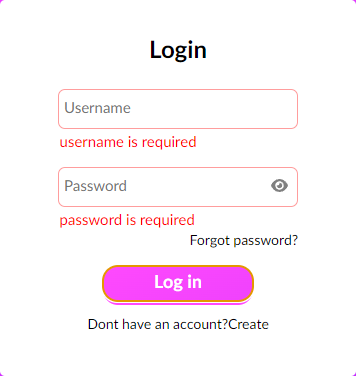 Login
Username
username is required
Password
password is required
Forgot password?
Log in
Dont have an account?Create